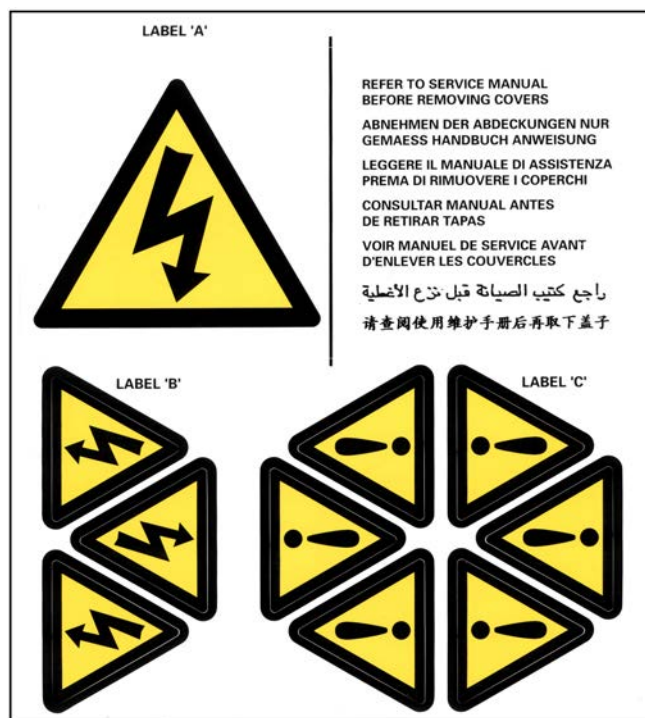 LABEL 'A'
REFER TO SERVICE MANUAL
BEFORE REMOVING COVERS
ABNEHMEN DER ABDECKUNGEN NUR
GEMAESS HANDBUCH ANWEISUNG
LEGGERE IL MANUALE DI ASSISTENZA
PREMA DI RIMUOVERE I COPERCHI
CONSULTAR MANUAL ANTES
DE RETIRAR TAPAS
VOIR MANUEL DE SERVICE AVANT
D'ENLEVER LES COUVERCLES
راجع كتيب الصيانة قبل نزع الأغطية
请查阅使用维护手册后再取下盖子
LABEL 'B'
LABEL 'C'